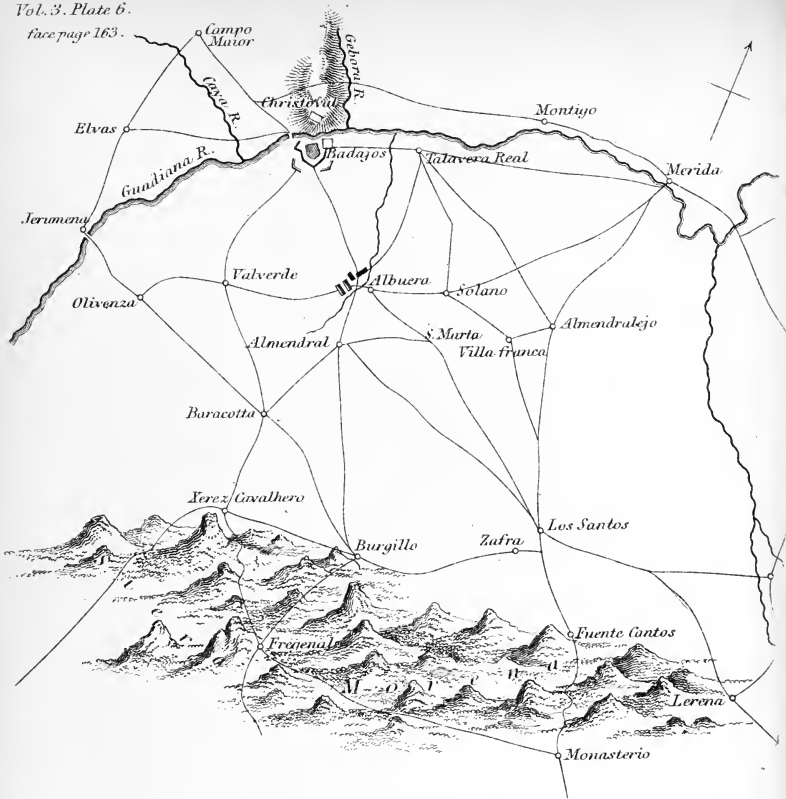 Vol. 3. Plate 6.
face page 163.
Campo
Maior
Gebora R.
Caya R.
Christoval
Montigo
Elvas
Badajos
Talavera Real
Guadiana R.
Merida
Jerumena
Valverde
Albuera
Olivenza
Solano
Almendral
S. Marta
Almendralejo
Villa franca
Baracotta
Xerez Cavalhero
Los Santos
Burgillo
Zafra
Fregenal
Fuente Cantos
Morena
Lerena
Monasterio